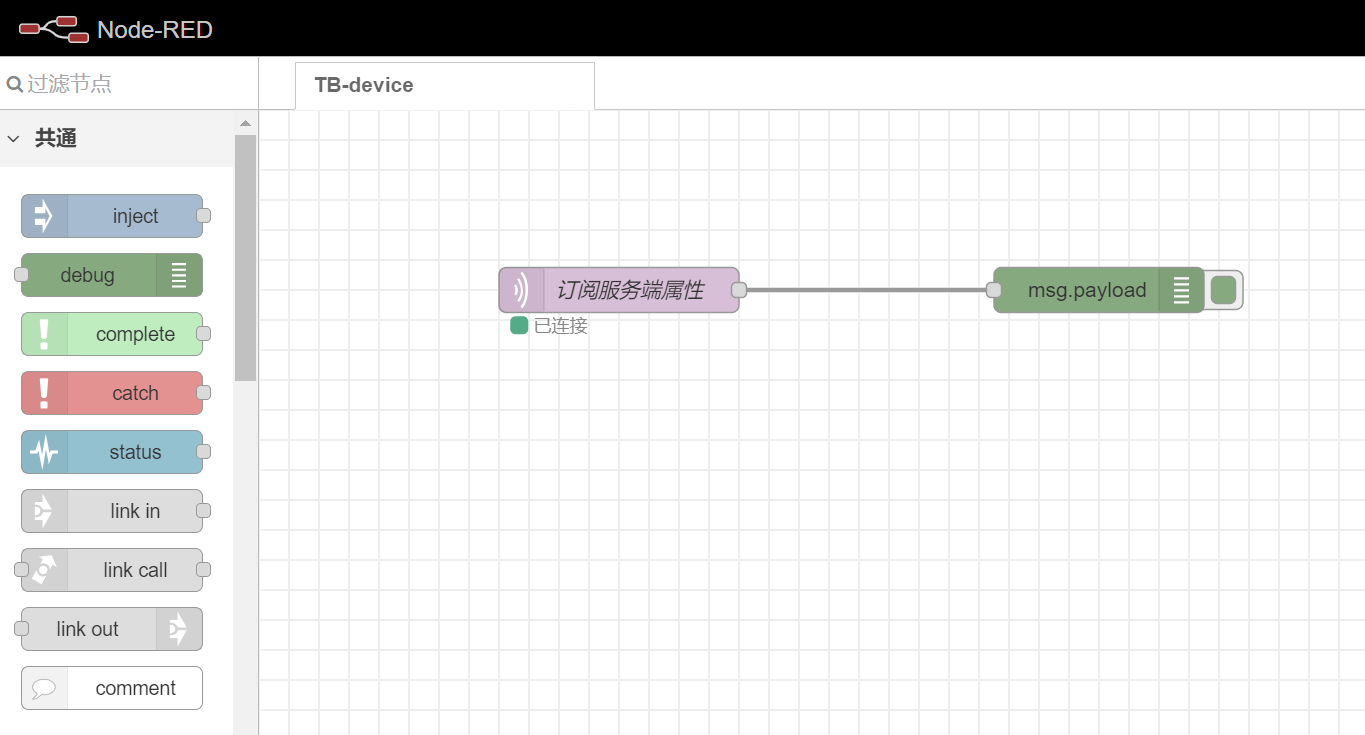 Node-RED
过滤节点
TB-device
共通
inject
debug
complete
catch
status
link in
link call
link out
comment
订阅服务端属性
已连接
msg.payload